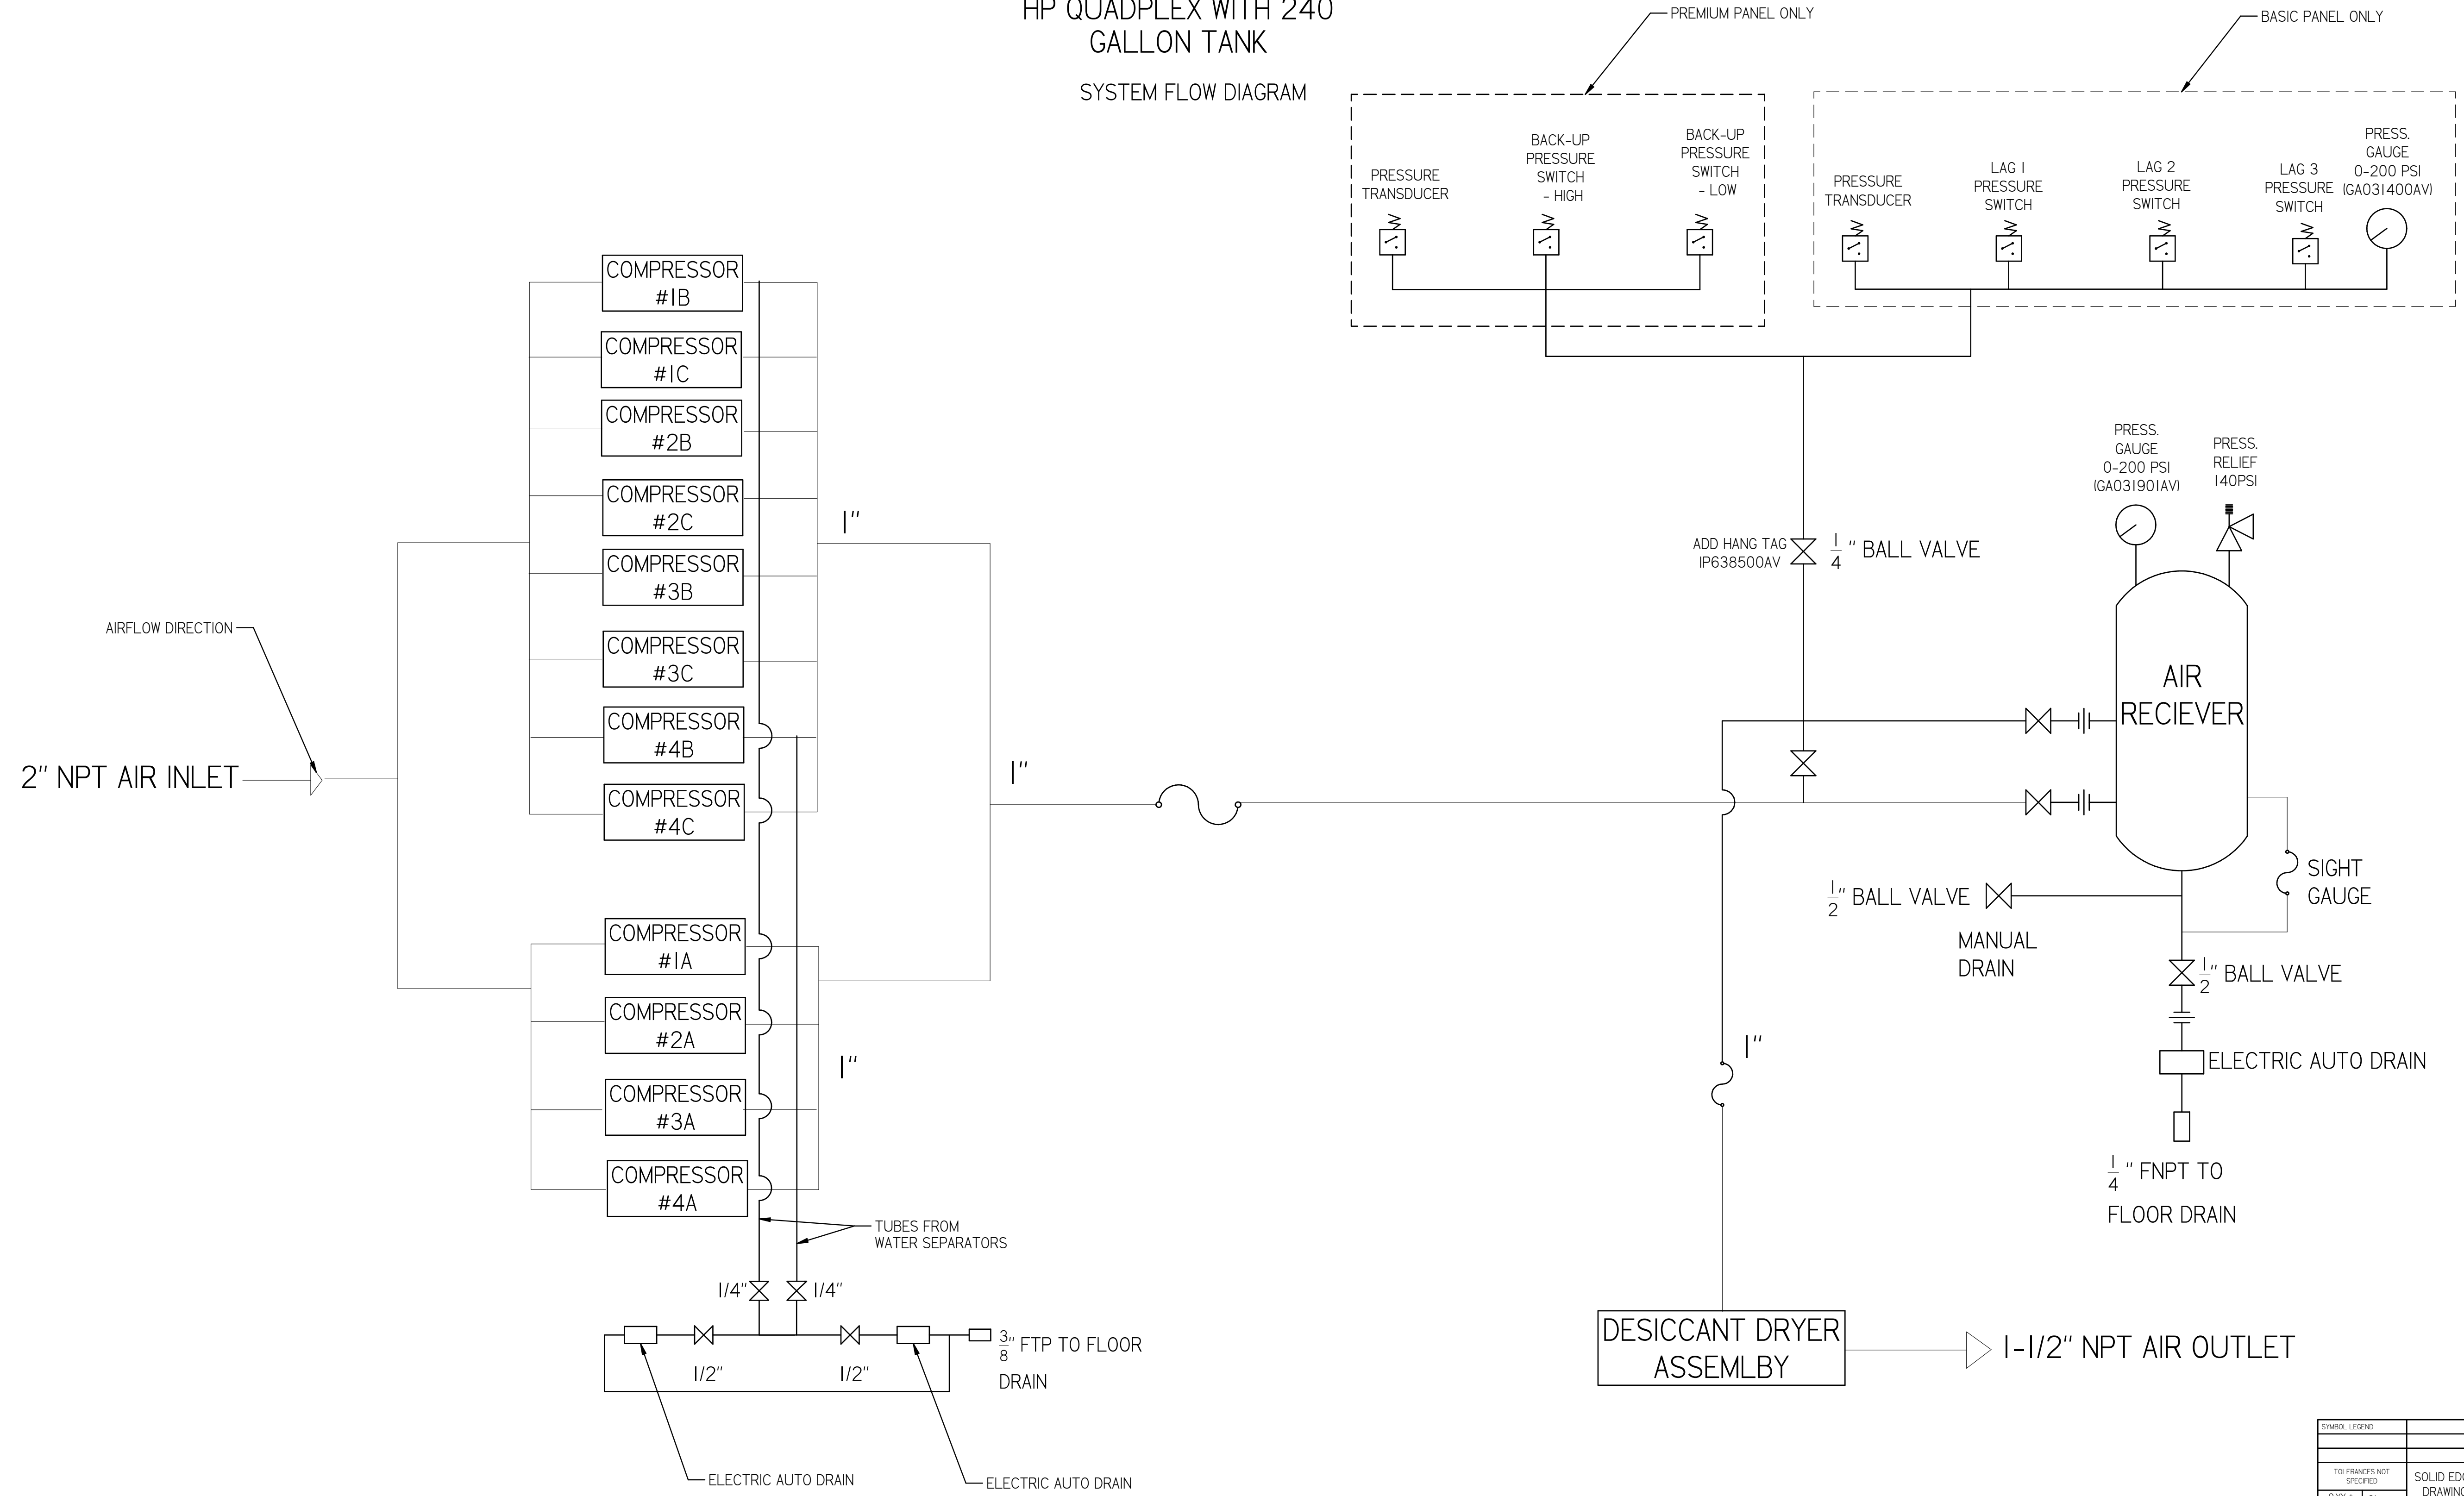 HP QUADPLEX WITH 240
GALLON TANK
SYSTEM FLOW DIAGRAM
PREMIUM PANEL ONLY
BASIC PANEL ONLY
PRESSURE
TRANSDUCER
BACK-UP
PRESSURE
SWITCH
- HIGH
BACK-UP
PRESSURE
SWITCH
- LOW
PRESSURE
TRANSDUCER
LAG 1
PRESSURE
SWITCH
LAG 2
PRESSURE
SWITCH
LAG 3
PRESSURE
SWITCH
PRESS.
GAUGE
0-200 PSI
(GA031400AV)
COMPRESSOR
#1B
COMPRESSOR
#1C
COMPRESSOR
#2B
COMPRESSOR
#2C
COMPRESSOR
#3B
COMPRESSOR
#3C
COMPRESSOR
#4B
COMPRESSOR
#4C
COMPRESSOR
#1A
COMPRESSOR
#2A
COMPRESSOR
#3A
COMPRESSOR
#4A
1"
1"
1"
AIRFLOW DIRECTION
2" NPT AIR INLET
ADD HANG TAG
IP638500AV
1/4 " BALL VALVE
PRESS.
GAUGE
0-200 PSI
(GA031901AV)
PRESS.
RELIEF
140PSI
AIR
RECIEVER
SIGHT
GAUGE
1/2" BALL VALVE
MANUAL
DRAIN
1/2" BALL VALVE
ELECTRIC AUTO DRAIN
1/4 " FNPT TO
FLOOR DRAIN
1"
TUBES FROM
WATER SEPARATORS
1/4"
1/4"
1/2"
1/2"
3/8" FTP TO FLOOR
DRAIN
ELECTRIC AUTO DRAIN
ELECTRIC AUTO DRAIN
DESICCANT DRYER
ASSEMLBY
1-1/2" NPT AIR OUTLET
SYMBOL LEGEND
TOLERANCES NOT
SPECIFIED
SOLID